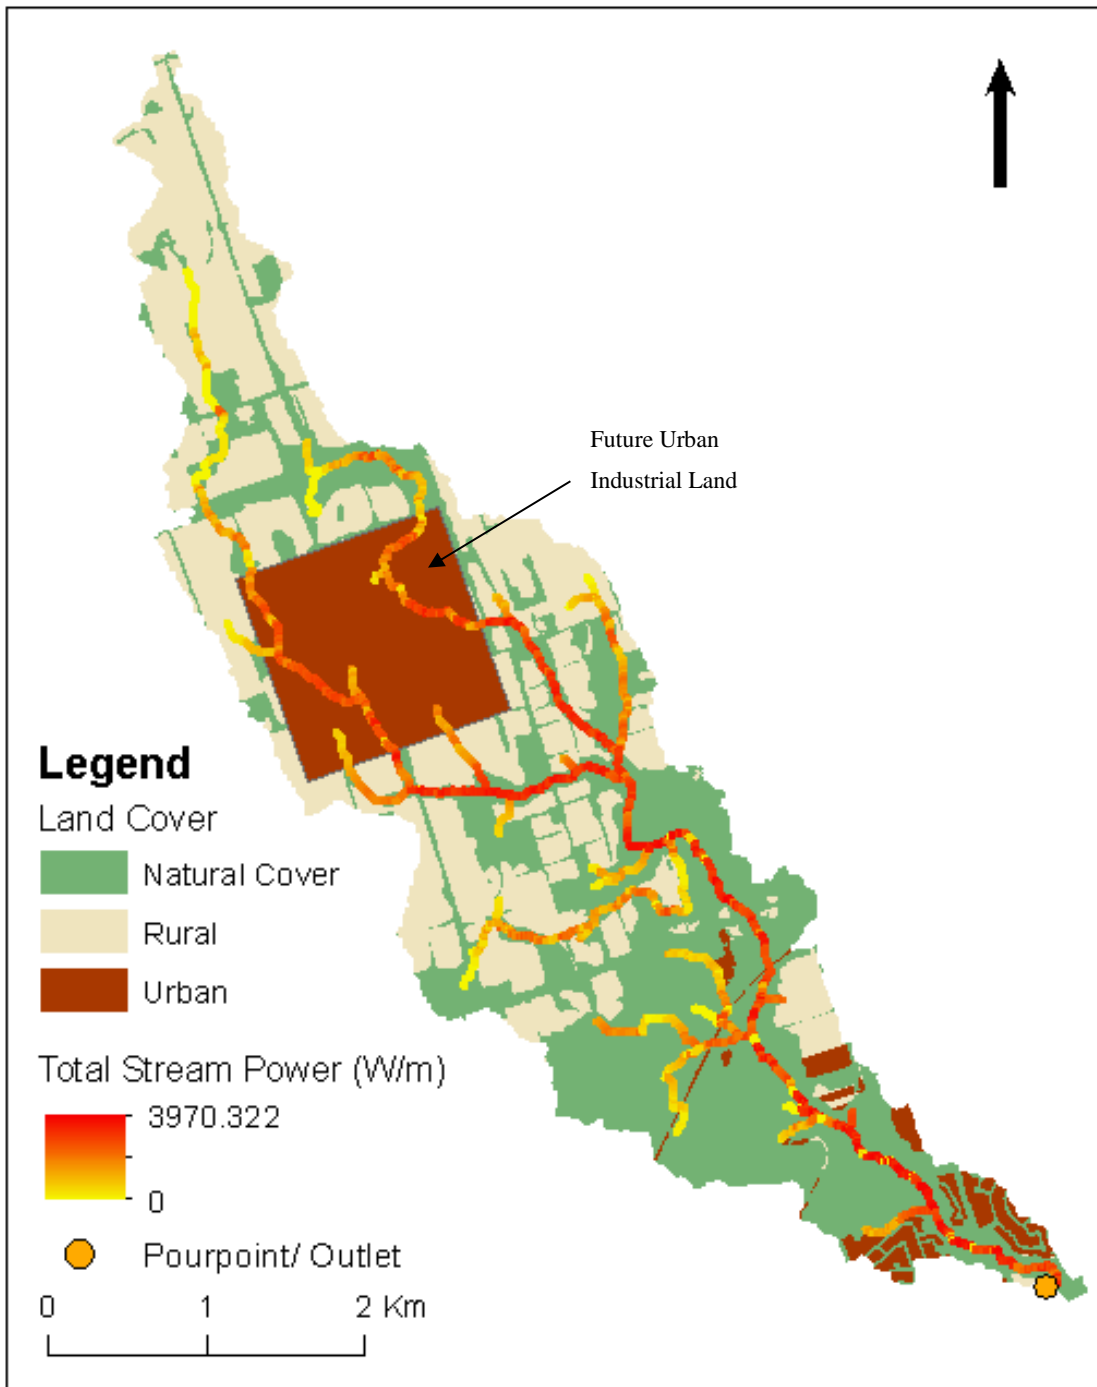 Future Urban
Industrial Land
Legend
Land Cover
Natural Cover
Rural
Urban
Total Stream Power (W/m)
3970.322
0
Pourpoint/ Outlet
0 1 2 Km